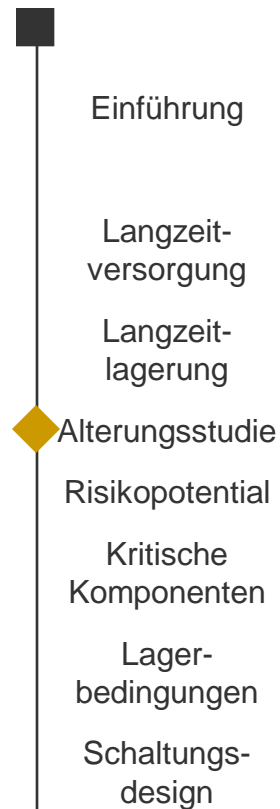 Einführung
Langzeit-
versorgung
Langzeit-
lagerung
Alterungsstudie
Risikopotential
Kritische
Komponenten
Lager-
bedingungen
Schaltungs-
design